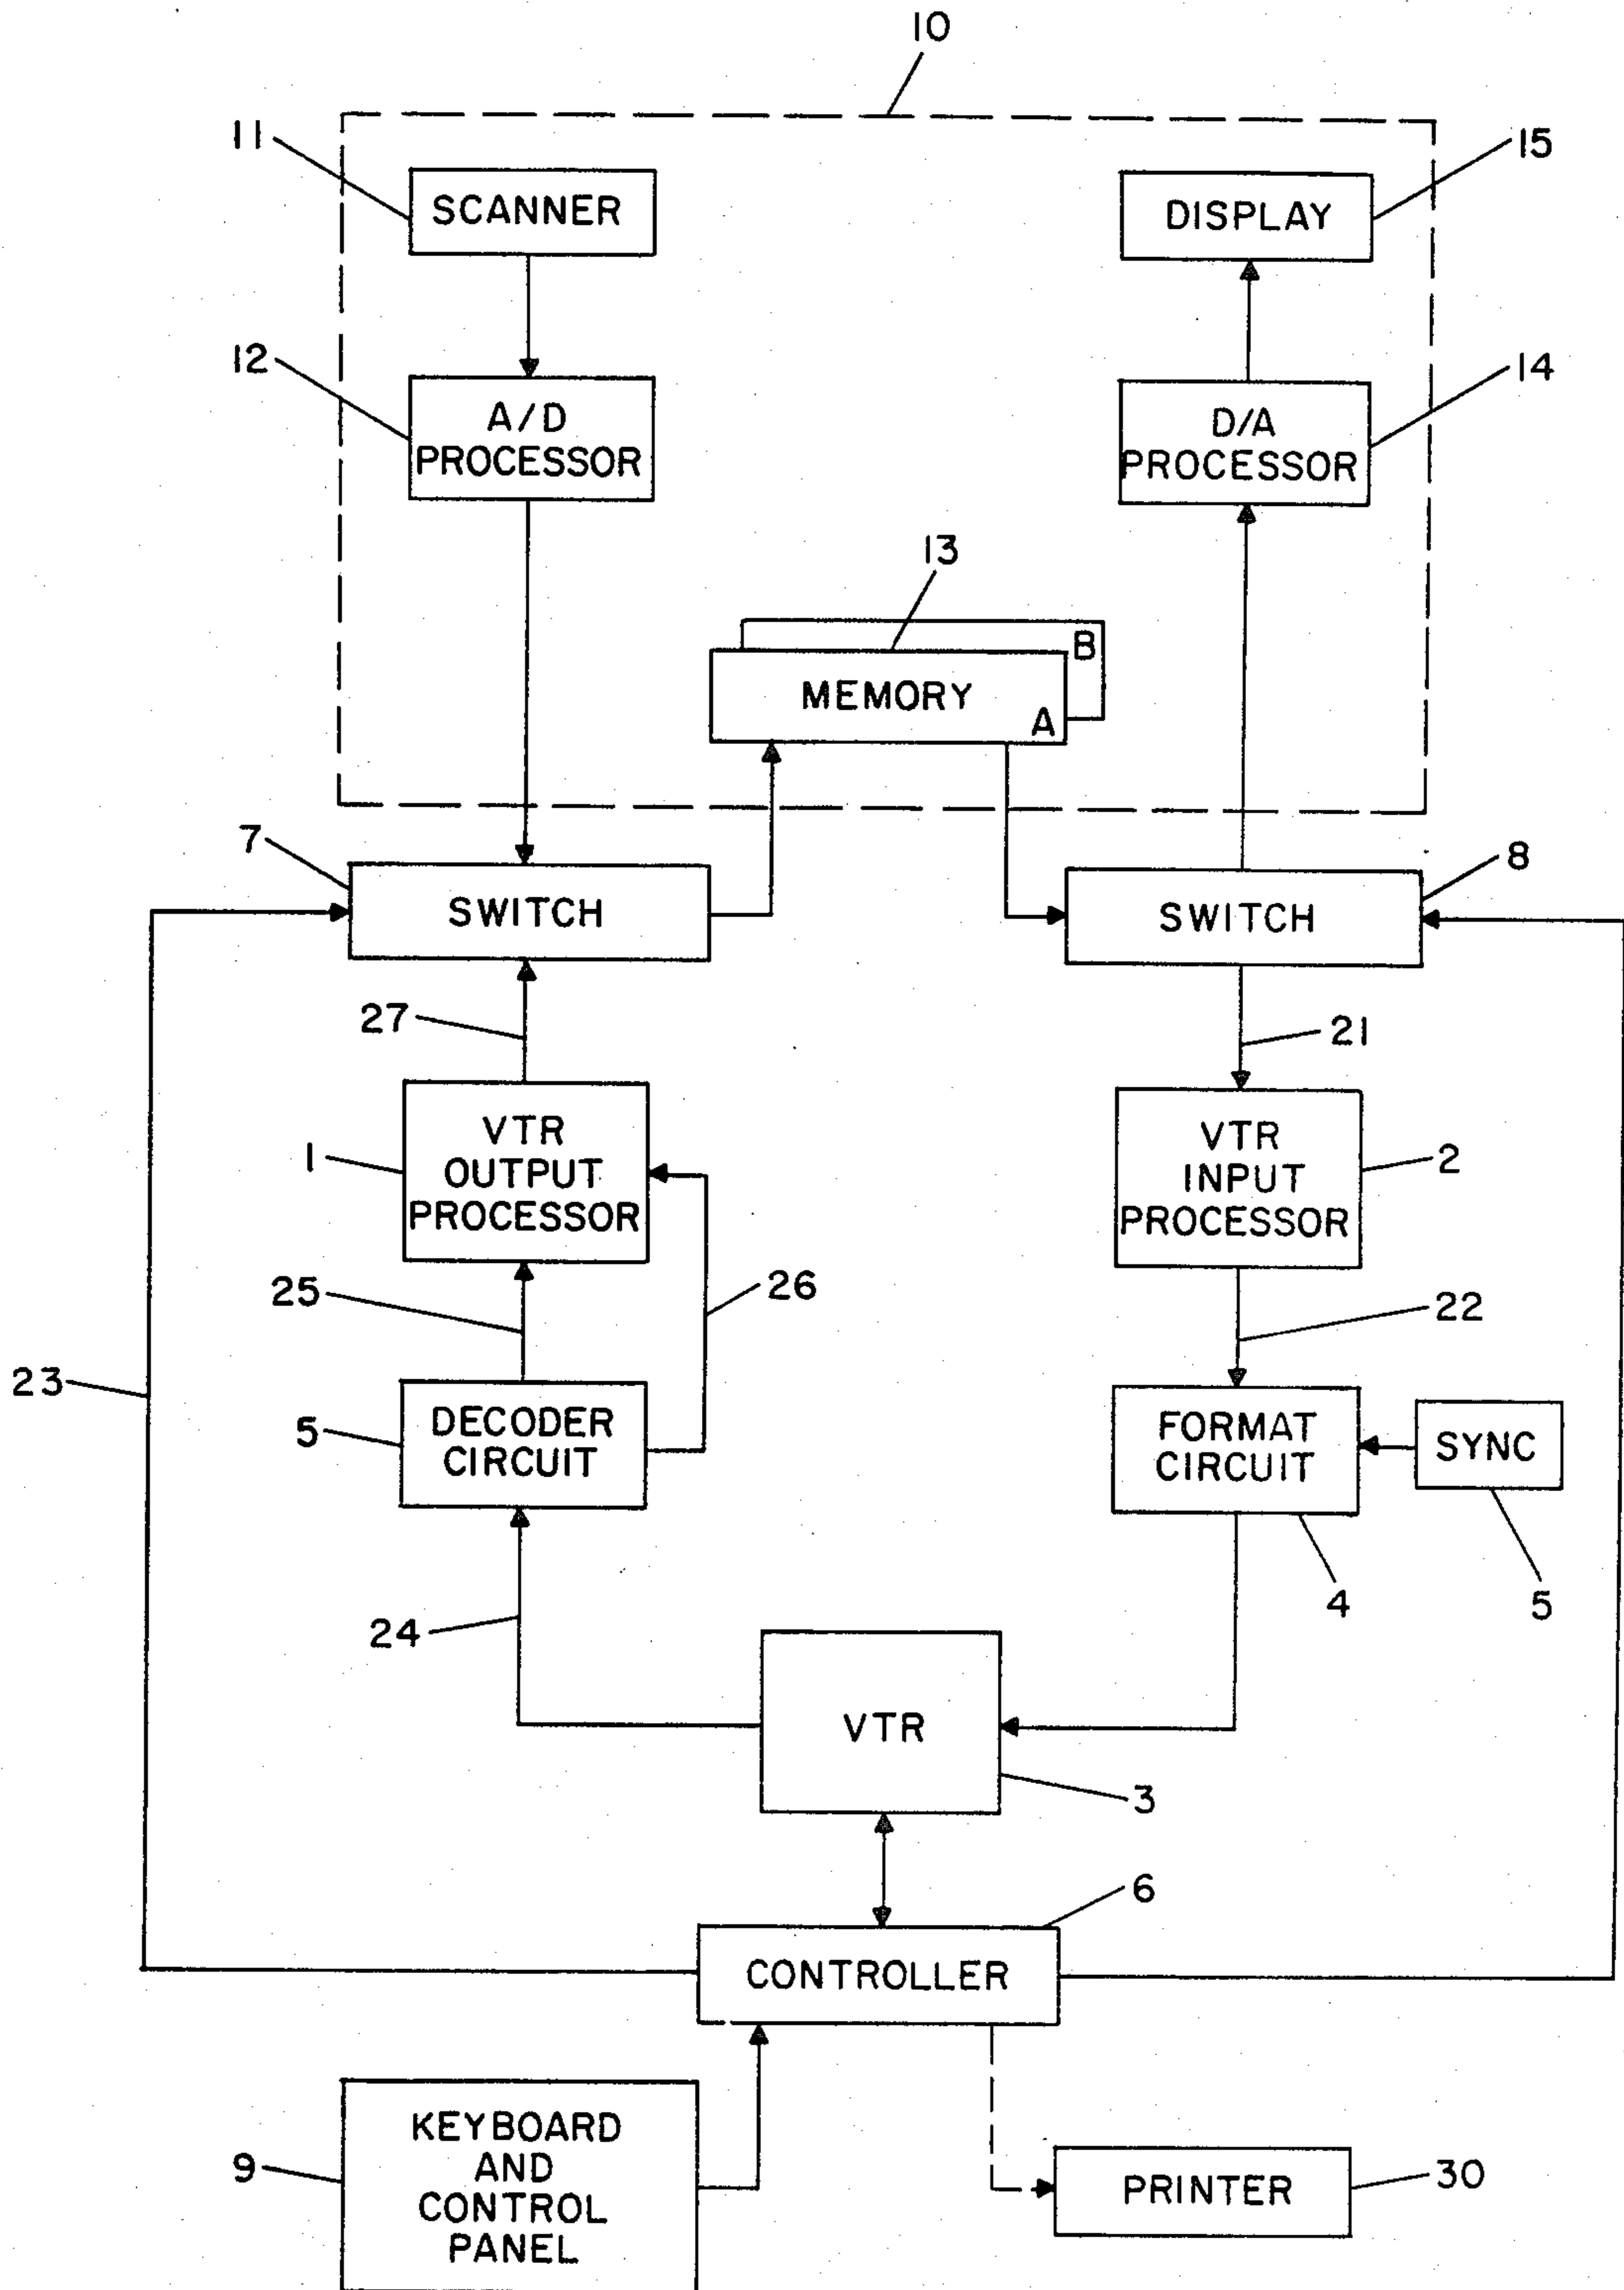 10
11
SCANNER
DISPLAY
15
12
A/D
PROCESSOR
D/A
PROCESSOR
14
13
B
MEMORY
A
7
SWITCH
SWITCH
8
27
21
1
VTR
OUTPUT
PROCESSOR
VTR
INPUT
PROCESSOR
2
25
26
22
23
5
DECODER
CIRCUIT
FORMAT
CIRCUIT
SYNC
4
5
24
VTR
3
6
CONTROLLER
9
KEYBOARD
AND
CONTROL
PANEL
PRINTER
30